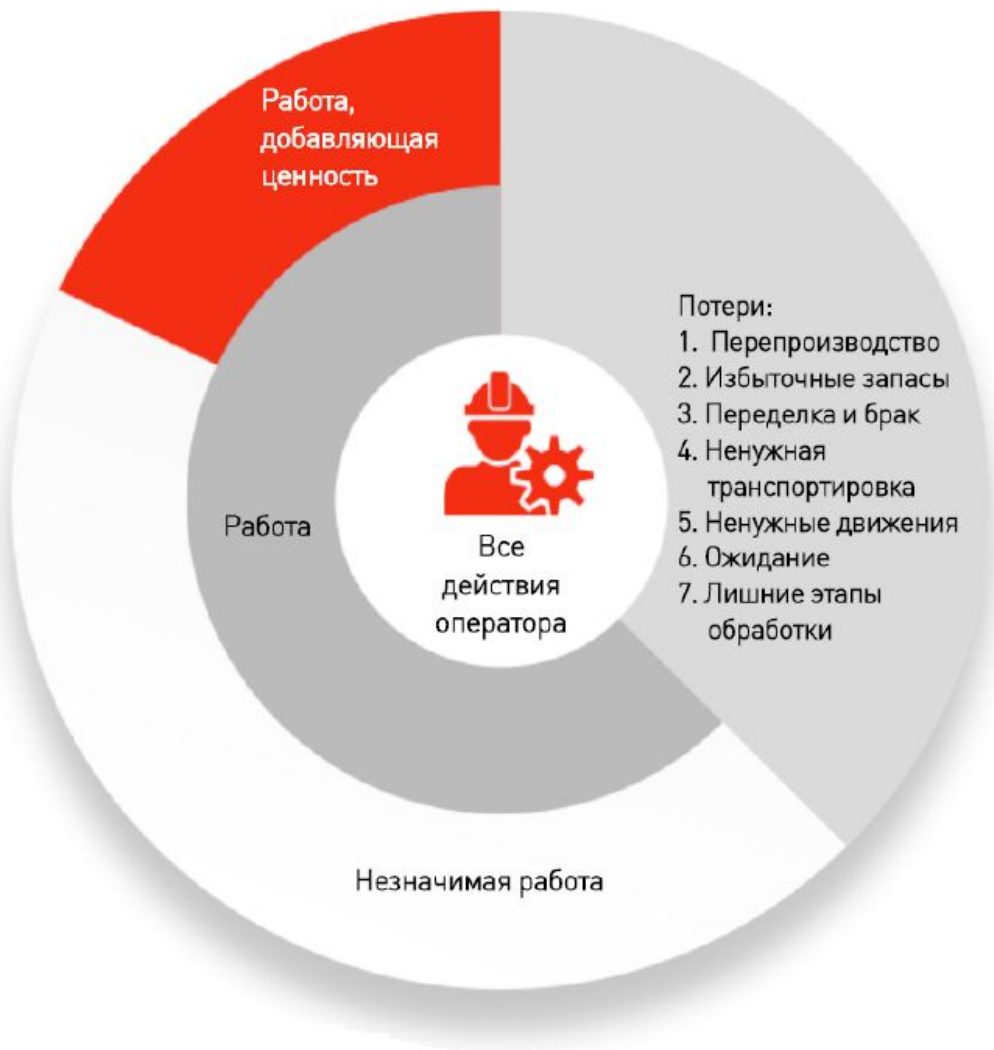 Работа,
добавляющая
ценность
Потери:
1. Перепроизводство
2. Избыточные запасы
3. Переделка и брак
4. Ненужная
транспортировка
5. Ненужные движения
6. Ожидание
7. Лишние этапы
обработки
Работа
Все
действия
оператора
Незначимая работа